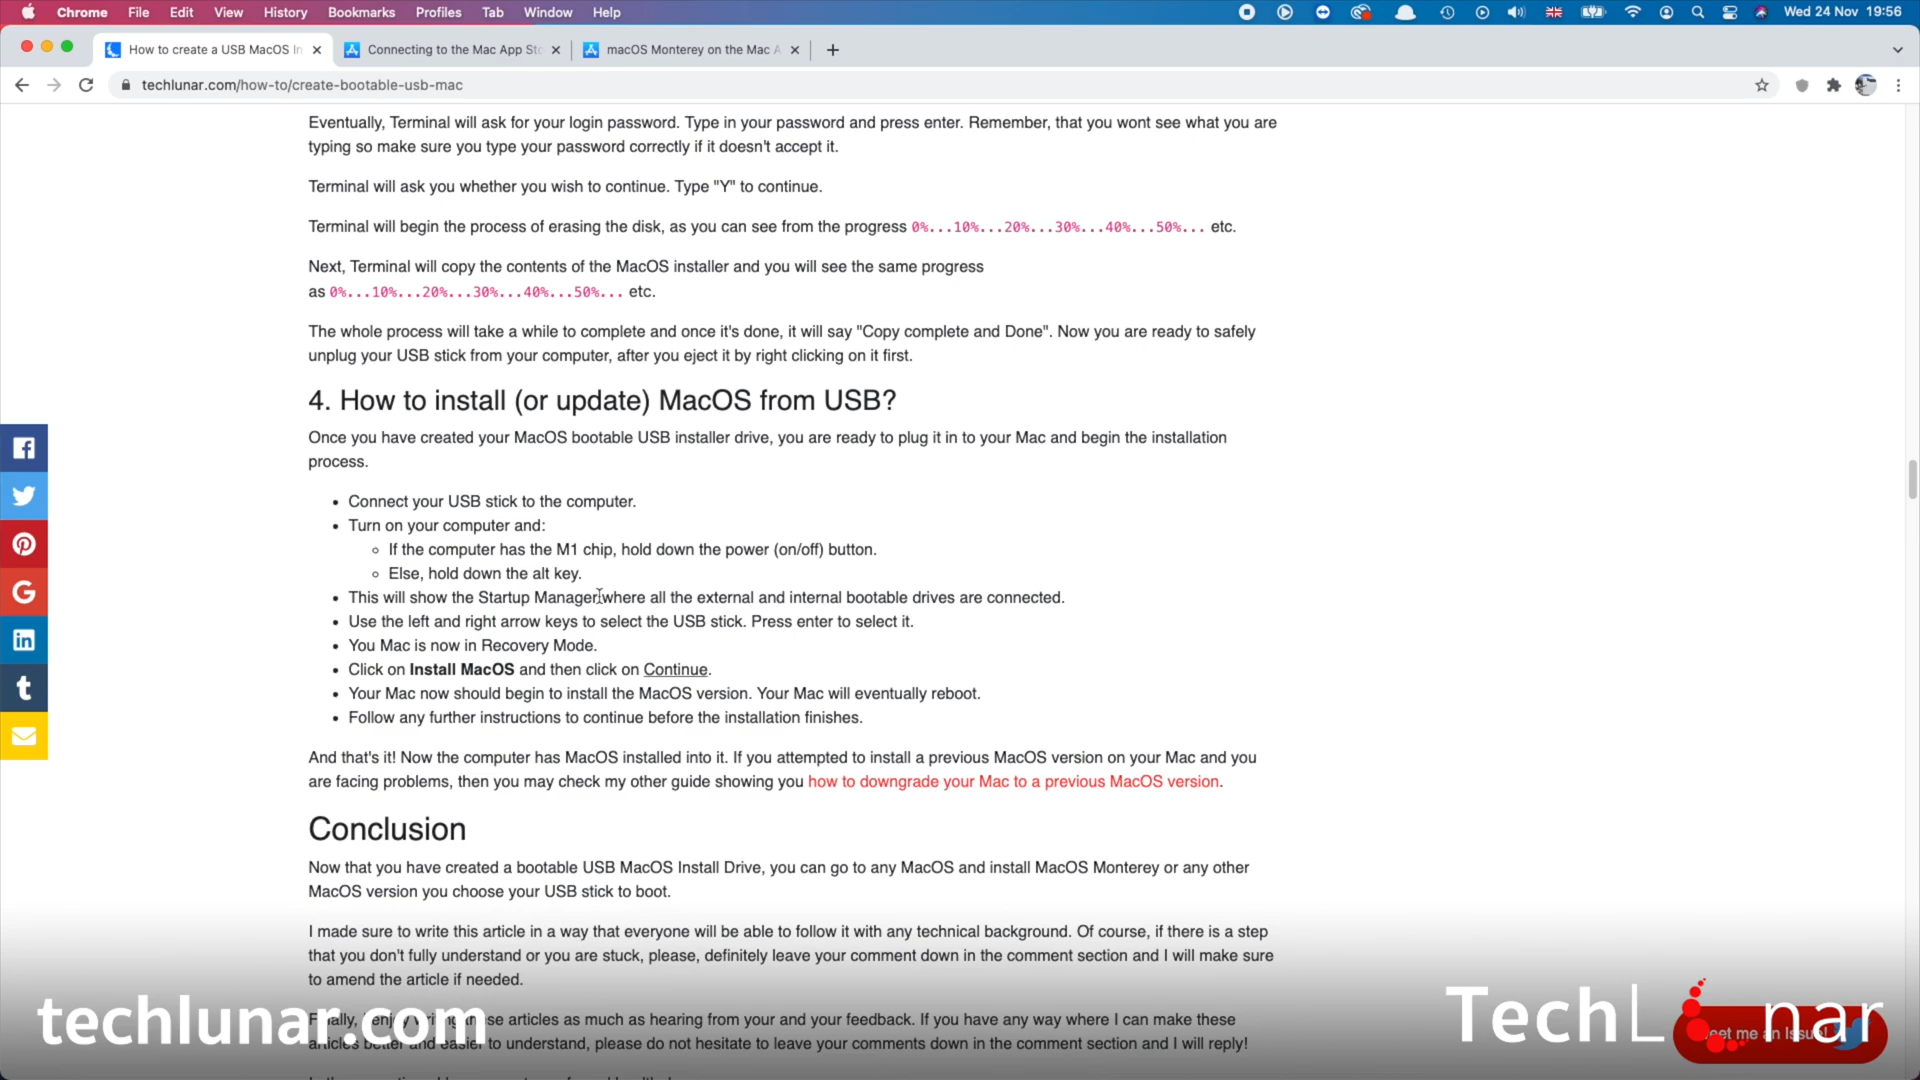 Chrome File Edit View History Bookmarks Profiles Tab Window Help Wed 24 Nov 19:56
How to create a USB MacOS In Connecting to the Mac App Sto macOS Monterey on the Mac A
techlunar.com/how-to/create-bootable-usb-mac
Eventually, Terminal will ask for your login password. Type in your password and press enter. Remember, that you wont see what you are
typing so make sure you type your password correctly if it doesn't accept it.
Terminal will ask you whether you wish to continue. Type "Y" to continue.
Terminal will begin the process of erasing the disk, as you can see from the progress 0%...10%...20%...30%...40%...50%... etc.
Next, Terminal will copy the contents of the MacOS installer and you will see the same progress
as 0%...10%...20%...30%...40%...50%... etc.
The whole process will take a while to complete and once it's done, it will say "Copy complete and Done". Now you are ready to safely
unplug your USB stick from your computer, after you eject it by right clicking on it first.
4. How to install (or update) MacOS from USB?
Once you have created your MacOS bootable USB installer drive, you are ready to plug it in to your Mac and begin the installation
process.
• Connect your USB stick to the computer.
• Turn on your computer and:
◦ If the computer has the M1 chip, hold down the power (on/off) button.
◦ Else, hold down the alt key.
• This will show the Startup Manager where all the external and internal bootable drives are connected.
• Use the left and right arrow keys to select the USB stick. Press enter to select it.
• You Mac is now in Recovery Mode.
• Click on Install MacOS and then click on Continue.
• Your Mac now should begin to install the MacOS version. Your Mac will eventually reboot.
• Follow any further instructions to continue before the installation finishes.
And that's it! Now the computer has MacOS installed into it. If you attempted to install a previous MacOS version on your Mac and you
are facing problems, then you may check my other guide showing you how to downgrade your Mac to a previous MacOS version.
Conclusion
Now that you have created a bootable USB MacOS Install Drive, you can go to any MacOS and install MacOS Monterey or any other
MacOS version you choose your USB stick to boot.
I made sure to write this article in a way that everyone will be able to follow it with any technical background. Of course, if there is a step
that you don't fully understand or you are stuck, please, definitely leave your comment down in the comment section and I will make sure
to amend the article if needed.
Finally, I enjoy writing these articles as much as hearing from your and your feedback. If you have any way where I can make these
articles better and easier to understand, please do not hesitate to leave your comments down in the comment section and I will reply!
techlunar.com
TechLunar
me an Issue!